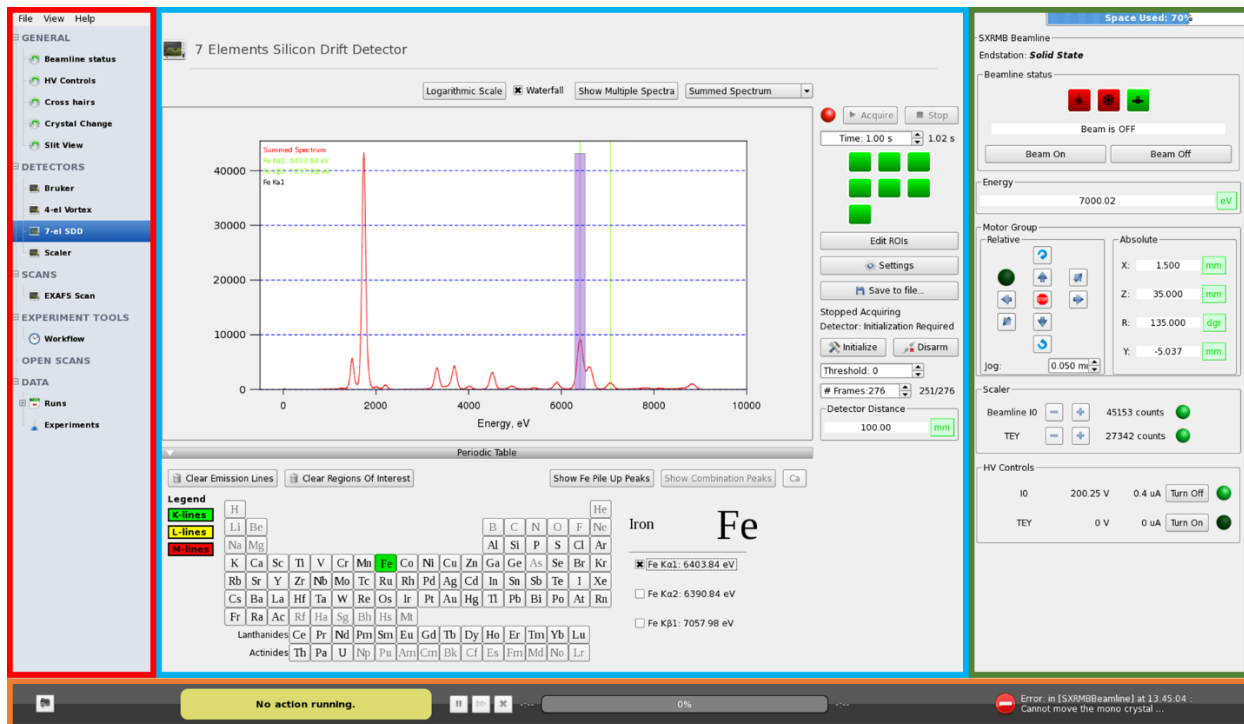 File View Help
GENERAL
Beamline status
HV Controls
Cross hairs
Crystal Change
Slit View
DETECTORS
Bruker
4-el Vortex
7-el SDD
Scaler
SCANS
EXAFS Scan
EXPERIMENT TOOLS
Workflow
OPEN SCANS
DATA
Runs
Experiments
7 Elements Silicon Drift Detector
Logarithmic Scale Waterfall Show Multiple Spectra Summed Spectrum
Summed Spectrum
Fe Kα1: 6403.84 eV
Fe Ka1
40000
30000
20000
10000
0
0 2000 4000 6000 8000 10000
Energy, eV
Acquire Stop
Time: 1.00 s 1.02 s
Edit ROIs
Settings
Save to file...
Stopped Acquiring
Detector: Initialization Required
Initialize Disarm
Threshold: 0
# Frames:276 251/276
Detector Distance
100.00 mm
Periodic Table
Clear Emission Lines Clear Regions Of Interest Show Fe Pile Up Peaks Show Combination Peaks Ca
Legend
K-lines
L-lines
M-lines
H He
Li Be B C N O F Ne
Na Mg Al Si P S Cl Ar
K Ca Sc Ti V Cr Mn Fe Co Ni Cu Zn Ga Ge As Se Br Kr
Rb Sr Y Zr Nb Mo Tc Ru Rh Pd Ag Cd In Sn Sb Te I Xe
Cs Ba La Hf Ta W Re Os Ir Pt Au Hg Tl Pb Bi Po At Rn
Fr Ra Ac Rf Ha Sg Bh Hs Mt
Lanthanides Ce Pr Nd Pm Sm Eu Gd Tb Dy Ho Er Tm Yb Lu
Actinides Th Pa U Np Pu Am Cm Bk Cf Es Fm Md No Lr
Iron Fe
Fe Kα1: 6403.84 eV
Fe Kα2: 6390.84 eV
Fe Kβ1: 7057.98 eV
Space Used: 70%
SXRMB Beamline
Endstation: Solid State
Beamline status
Beam is OFF
Beam On Beam Off
Energy
7000.02 eV
Motor Group
Relative
STOP
Jog: 0.050
Absolute
X: 1.500 mm
Z: 35.000 mm
R: 135.000 dgr
Y: -5.037 mm
Scaler
Beamline I0 45153 counts
TEY 27342 counts
HV Controls
I0 200.25 V 0.4 uA Turn Off
TEY 0 V 0 uA Turn On
No action running.
-:-- 0% -:--
Error: in [SXRMBBeamline] at 13:45:04 :
Cannot move the mono crystal ...